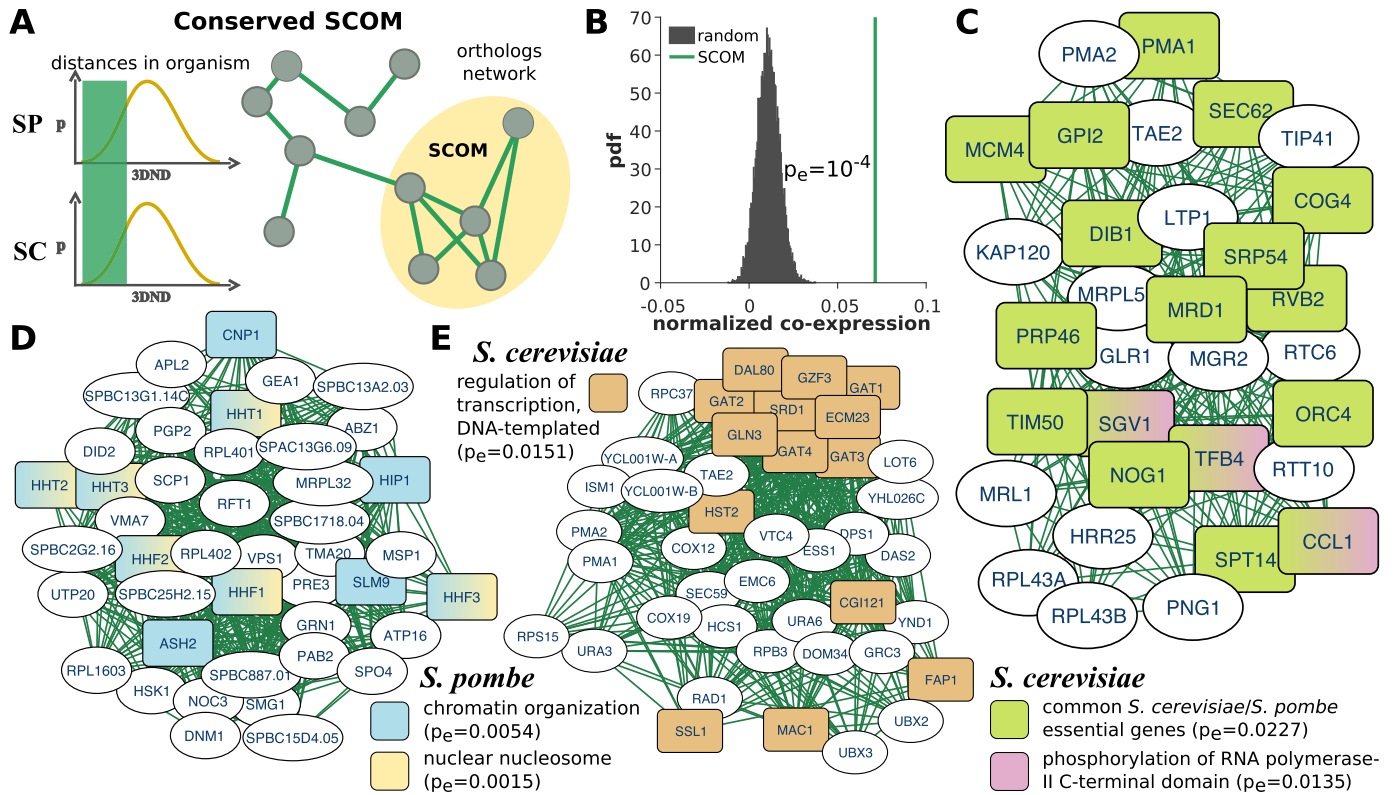 A
Conserved SCOM
distances in organism
orthologs
network
SP
p
3DND
SC
p
3DND
SCOM
B
70
60
50
40
30
20
10
0
pdf
random
SCOM
pe=10-4
-0.05
0
0.05
0.1
normalized co-expression
C
PMA2
PMA1
SEC62
TIP41
MCM4
GPI2
TAE2
COG4
LTP1
DIB1
KAP120
SRP54
MRPL5
MRD1
RVB2
PRP46
GLR1
MGR2
RTC6
TIM50
SGV1
ORC4
NOG1
TFB4
RTT10
MRL1
HRR25
SPT14
CCL1
RPL43A
RPL43B
PNG1
S. cerevisiae
common S. cerevisiae/S. pombe
essential genes (pe=0.0227)
phosphorylation of RNA polymerase-
II C-terminal domain (pe=0.0135)
D
CNP1
APL2
GEA1
SPBC13A2.03
SPBC13G1.14C
HHT1
PGP2
ABZ1
DID2
RPL401
SPAC13G6.09
HHT2
HHT3
SCP1
MRPL32
HIP1
RFT1
VMA7
SPBC1718.04
SPBC2G2.16
HHF2
RPL402
VPS1
TMA20
MSP1
UTP20
SPBC25H2.15
HHF1
PRE3
SLM9
HHF3
GRN1
ATP16
ASH2
PAB2
RPL1603
SPBC887.01
SPO4
HSK1
NOC3
SMG1
DNM1
SPBC15D4.05
S. pombe
chromatin organization
(pe=0.0054)
nuclear nucleosome
(pe=0.0015)
E
S. cerevisiae
regulation of
transcription,
DNA-templated
(pe=0.0151)
RPC37
DAL80
GZF3
GAT1
GAT2
SRD1
ECM23
GLN3
GAT4
GAT3
LOT6
YCL001W-A
TAE2
ISM1
YCL001W-B
YHL026C
HST2
PMA2
VTC4
DPS1
COX12
ESS1
DAS2
PMA1
EMC6
SEC59
CGI121
COX19
HCS1
URA6
YND1
RPS15
URA3
RPB3
DOM34
GRC3
FAP1
RAD1
SSL1
MAC1
UBX2
UBX3